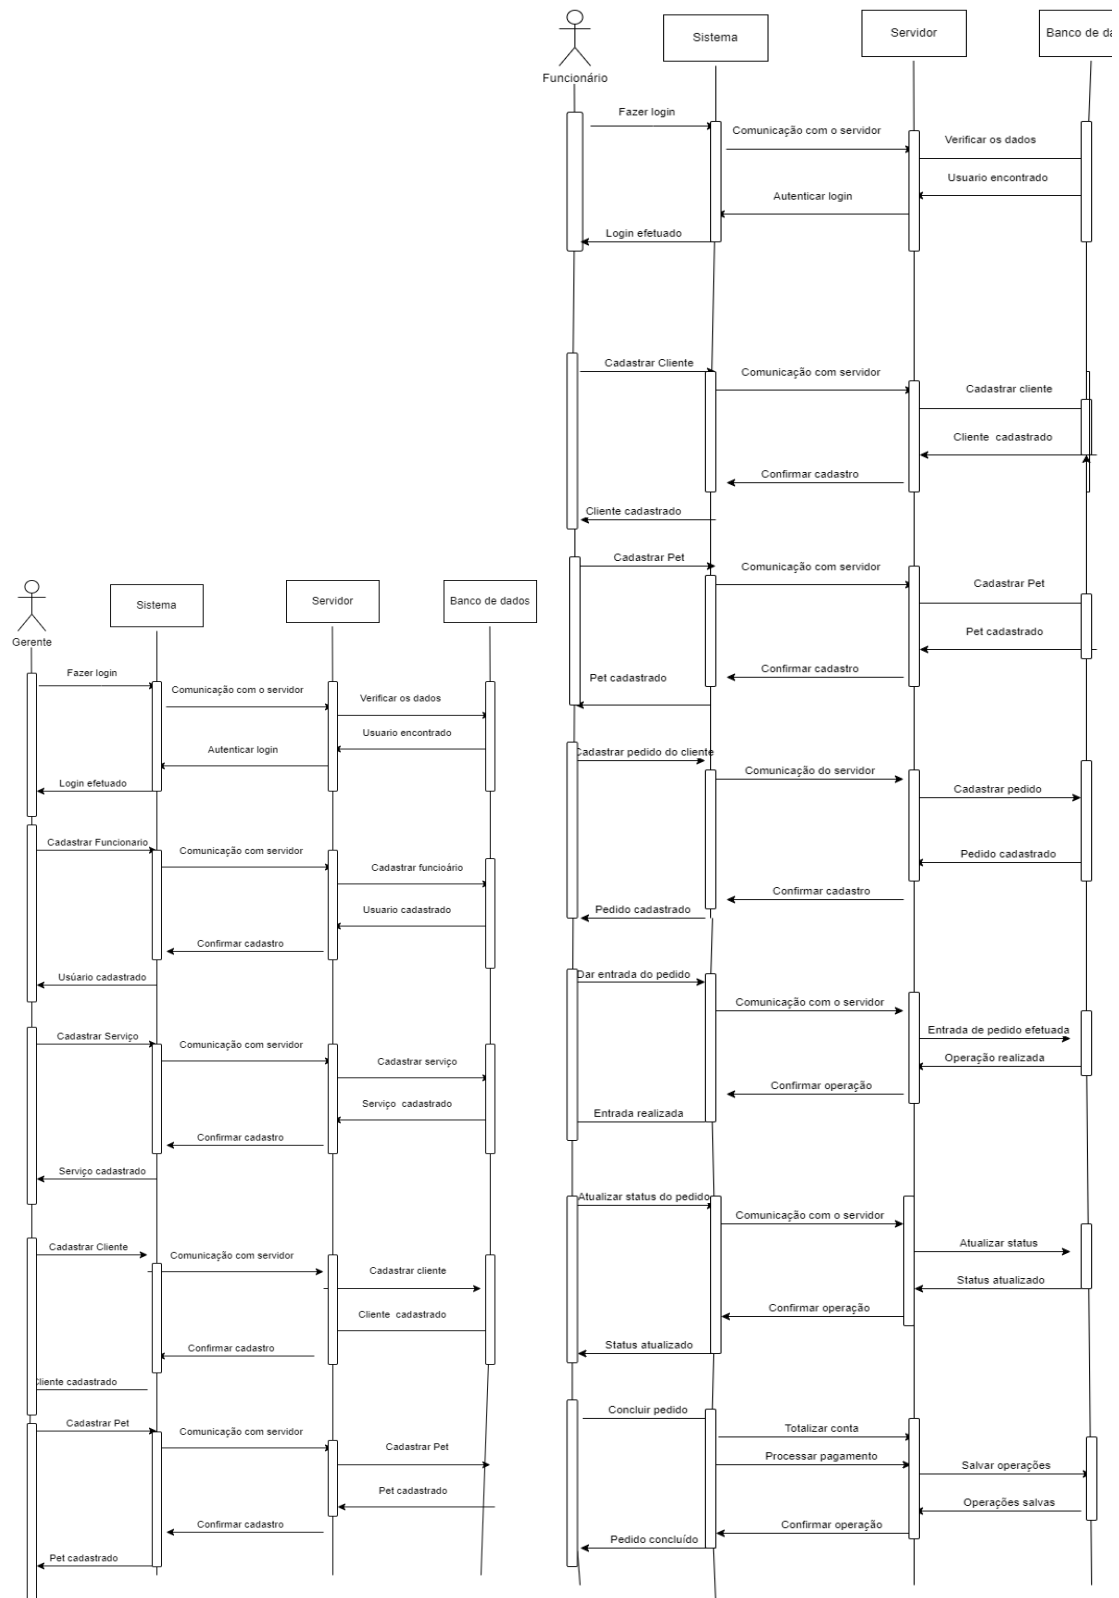 Funcionário
Sistema
Servidor
Banco de da
Fazer login
Comunicação com o servidor
Verificar os dados
Usuario encontrado
Autenticar login
Login efetuado
Cadastrar Cliente
Comunicação com servidor
Cadastrar cliente
Cliente cadastrado
Confirmar cadastro
Cliente cadastrado
Cadastrar Pet
Comunicação com servidor
Cadastrar Pet
Pet cadastrado
Confirmar cadastro
Pet cadastrado
Cadastrar pedido do cliente
Comunicação do servidor
Cadastrar pedido
Pedido cadastrado
Confirmar cadastro
Pedido cadastrado
Dar entrada do pedido
Comunicação com o servidor
Entrada de pedido efetuada
Operação realizada
Confirmar operação
Entrada realizada
Atualizar status do pedido
Comunicação com o servidor
Atualizar status
Status atualizado
Confirmar operação
Status atualizado
Concluir pedido
Totalizar conta
Processar pagamento
Salvar operações
Operações salvas
Confirmar operação
Pedido concluído
Gerente
Sistema
Servidor
Banco de dados
Fazer login
Comunicação com o servidor
Verificar os dados
Usuario encontrado
Autenticar login
Login efetuado
Cadastrar Funcionario
Comunicação com servidor
Cadastrar funcioário
Usuario cadastrado
Confirmar cadastro
Usúario cadastrado
Cadastrar Serviço
Comunicação com servidor
Cadastrar serviço
Serviço cadastrado
Confirmar cadastro
Serviço cadastrado
Cadastrar Cliente
Comunicação com servidor
Cadastrar cliente
Cliente cadastrado
Confirmar cadastro
Cliente cadastrado
Cadastrar Pet
Comunicação com servidor
Cadastrar Pet
Pet cadastrado
Confirmar cadastro
Pet cadastrado